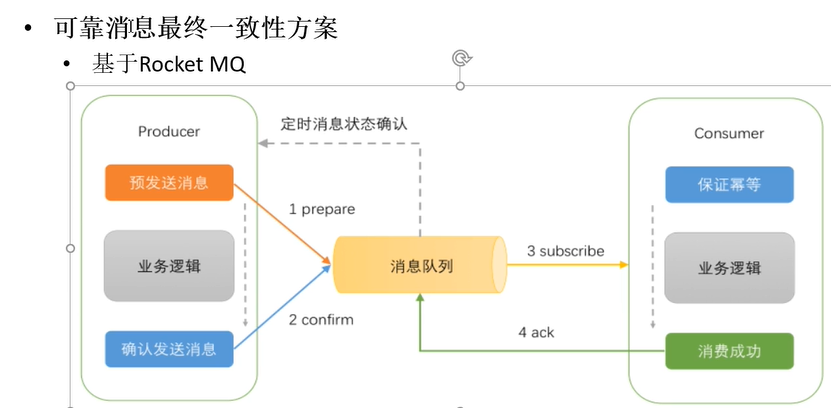 可靠消息最终一致性方案
基于Rocket MQ
定时消息状态确认
Producer
Consumer
预发送消息
保证幂等
1 prepare
业务逻辑
消息队列
3 subscribe
业务逻辑
2 confirm
4 ack
确认发送消息
消费成功